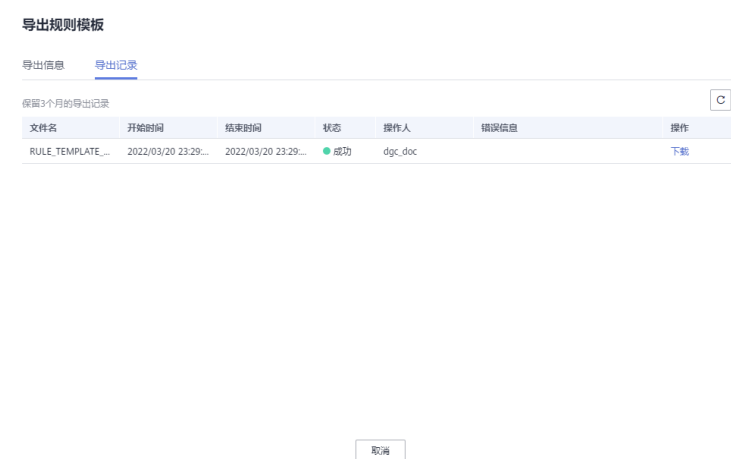 导出规则模板
导出信息 导出记录
保留3个月的导出记录
文件名 开始时间 结束时间 状态 操作人 错误信息 操作
RULE_TEMPLATE_... 2022/03/20 23:29:... 2022/03/20 23:29:... 成功 dgc_doc 下载
取消